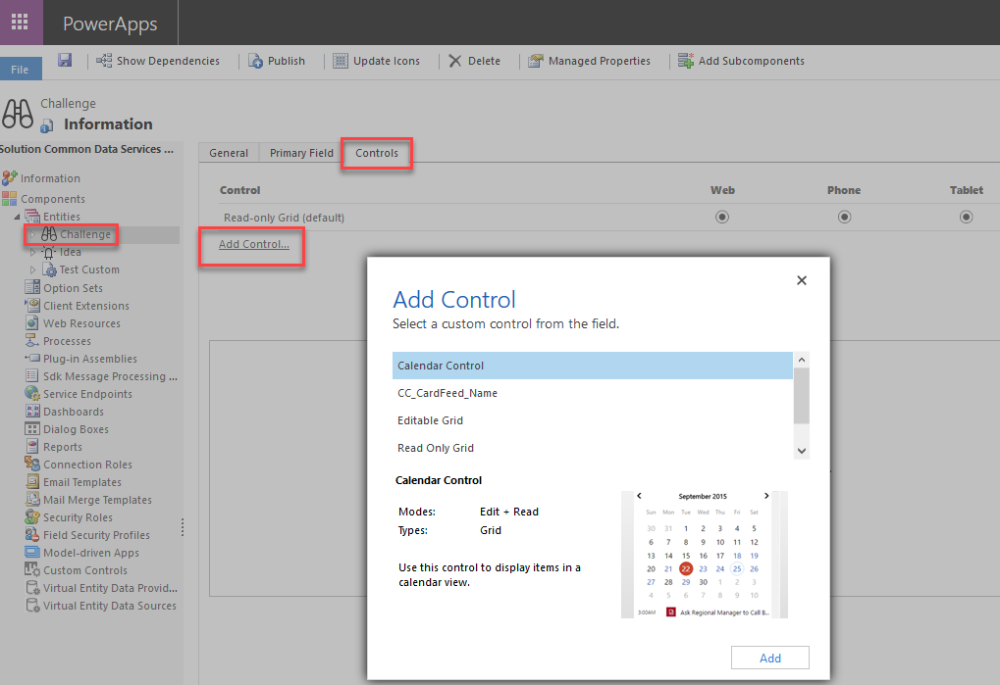 PowerApps
File
Show Dependencies
Publish
Update Icons
Delete
Managed Properties
Add Subcomponents
Challenge
Information
Solution Common Data Services ...
Information
Components
Entities
Challenge
Idea
Test Custom
Option Sets
Client Extensions
Web Resources
Processes
Plug-in Assemblies
Sdk Message Processing ...
Service Endpoints
Dashboards
Dialog Boxes
Reports
Connection Roles
Email Templates
Mail Merge Templates
Security Roles
Field Security Profiles
Model-driven Apps
Custom Controls
Virtual Entity Data Provid...
Virtual Entity Data Sources
General Primary Field Controls
Control Web Phone Tablet
Read-only Grid (default)
Add Control...
Add Control
Select a custom control from the field.
Calendar Control
CC_CardFeed_Name
Editable Grid
Read Only Grid
Calendar Control
Modes: Edit + Read
Types: Grid
Use this control to display items in a
calendar view.
September 2015
Sun Mon Tue Wed Thu Fri Sat
30 31 1 2 3 4 5
6 7 8 9 10 11 12
13 14 15 16 17 18 19
20 21 22 23 24 25 26
27 28 29 30 1 2 3
4 5 6 7 8 9 10
3:00AM Ask Regional Manager to Call B...
Add